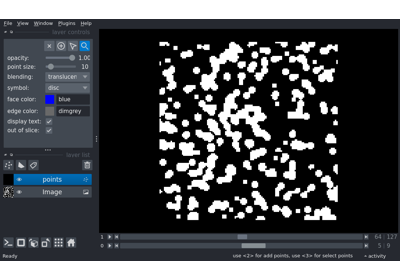 File View Window Plugins Help
layer controls
opacity: 1.00
point size: 10
blending: translucen
symbol: disc
face color: blue
edge color: dimgrey
display text:
out of slice:
layer list
points
Image
1 64 127
0 5 9
Ready use <2> for add points, use <3> for select points activity